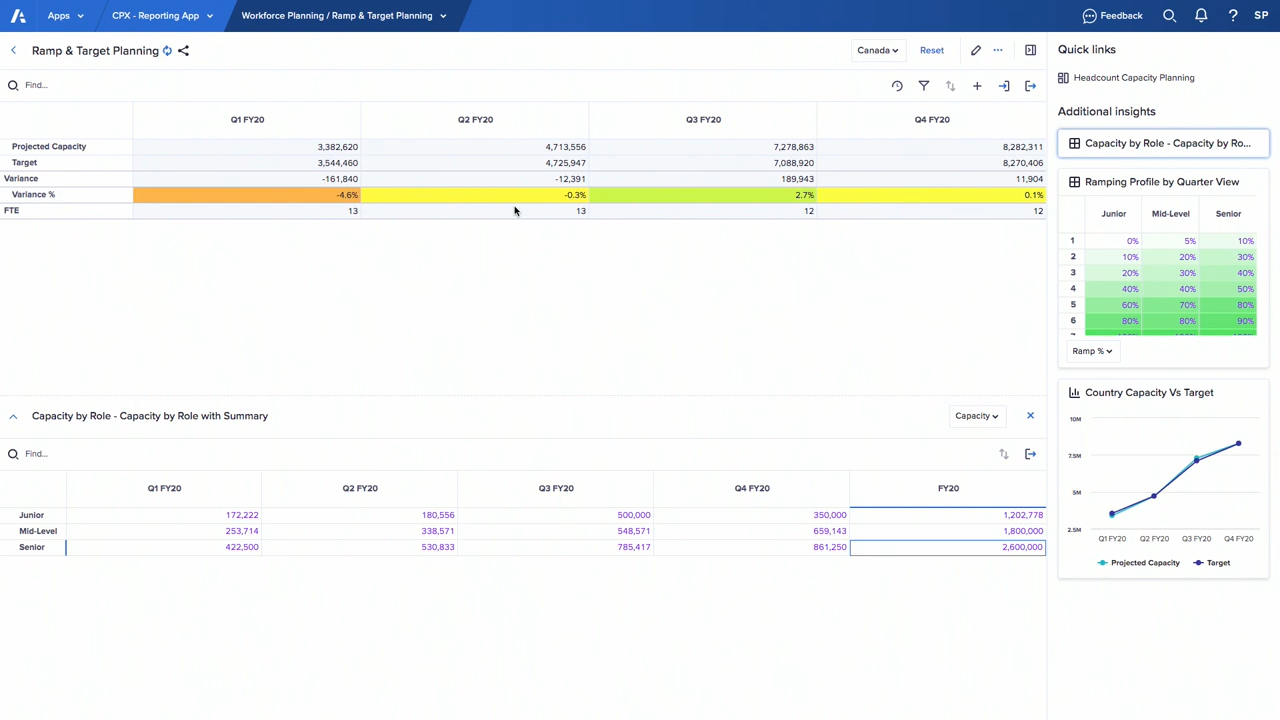 Apps CPX - Reporting App Workforce Planning / Ramp & Target Planning Feedback ? SP
Ramp & Target Planning Canada Reset ...
Find...
Q1 FY20 Q2 FY20 Q3 FY20 Q4 FY20
Projected Capacity 3,382,620 4,713,556 7,278,863 8,282,311
Target 3,544,460 4,725,947 7,088,920 8,270,406
Variance -161,840 -12,391 189,943 11,904
Variance % -4.6% -0.3% 2.7% 0.1%
FTE 13 13 12 12
Capacity by Role - Capacity by Role with Summary Capacity
Find...
Q1 FY20 Q2 FY20 Q3 FY20 Q4 FY20 FY20
Junior 172,222 180,556 500,000 350,000 1,202,778
Mid-Level 253,714 338,571 548,571 659,143 1,800,000
Senior 422,500 530,833 785,417 861,250 2,600,000
Quick links
Headcount Capacity Planning
Additional insights
Capacity by Role - Capacity by Ro...
Ramping Profile by Quarter View
Junior Mid-Level Senior
1 0% 5% 10%
2 10% 20% 30%
3 20% 30% 40%
4 40% 40% 50%
5 60% 70% 80%
6 80% 80% 90%
Ramp %
Country Capacity Vs Target
10M
7.5M
5M
2.5M
Q1 FY20 Q2 FY20 Q3 FY20 Q4 FY20
Projected Capacity Target